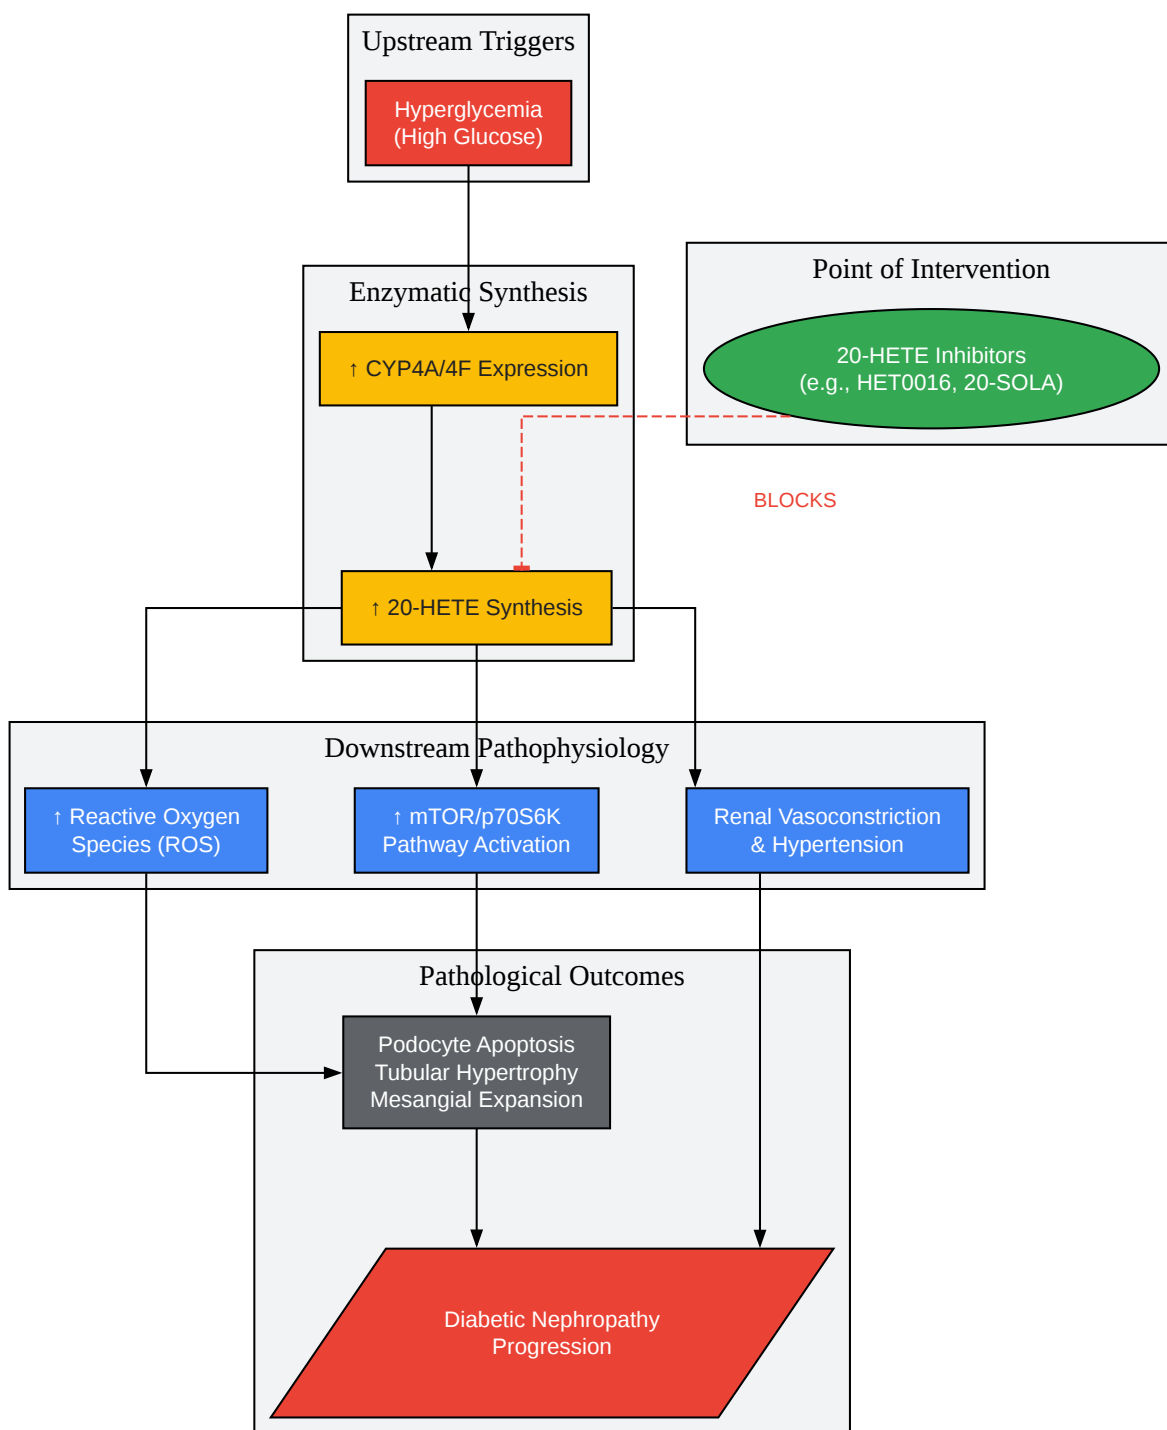 Upstream Triggers
Hyperglycemia
(High Glucose)
Point of Intervention
Enzymatic Synthesis
20-HETE Inhibitors
(e.g., HET0016, 20-SOLA)
↑ CYP4A/4F Expression
BLOCKS
↑ 20-HETE Synthesis
Downstream Pathophysiology
↑ Reactive Oxygen
Species (ROS)
↑ mTOR/p70S6K
Pathway Activation
Renal Vasoconstriction
& Hypertension
Pathological Outcomes
Podocyte Apoptosis
Tubular Hypertrophy
Mesangial Expansion
Diabetic Nephropathy
Progression